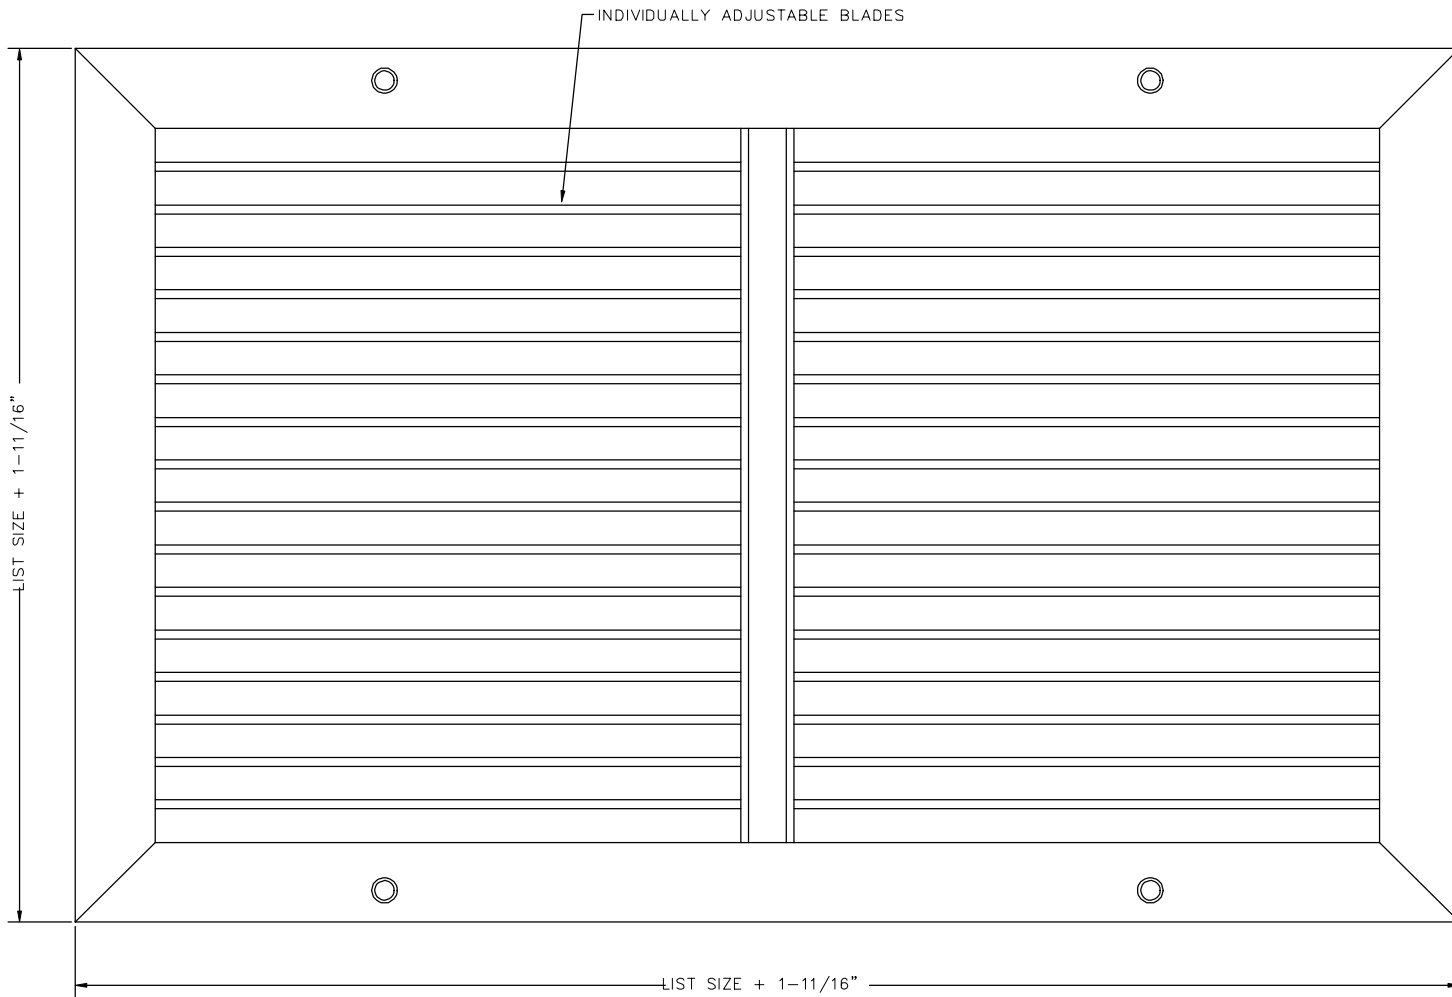 INDIVIDUALLY ADJUSTABLE BLADES
LIST SIZE + 1-11/16"
LIST SIZE + 1-11/16"